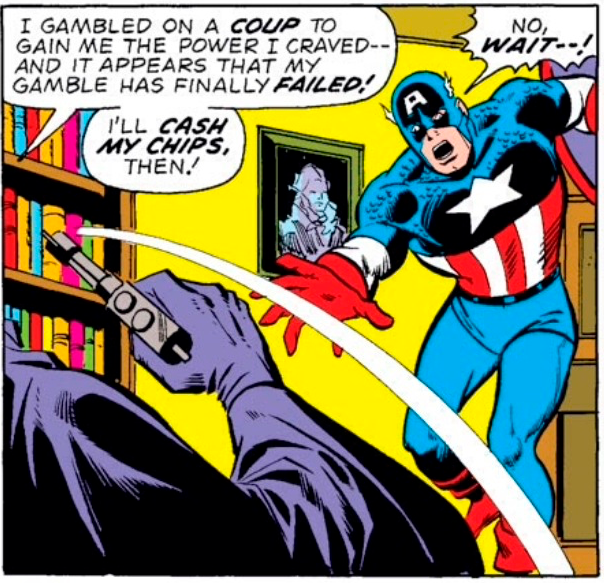 I GAMBLED ON A COUP TO
GAIN ME THE POWER I CRAVED--
AND IT APPEARS THAT MY
GAMBLE HAS FINALLY FAILED!
I'LL CASH
MY CHIPS,
THEN!
NO,
WAIT--!
A